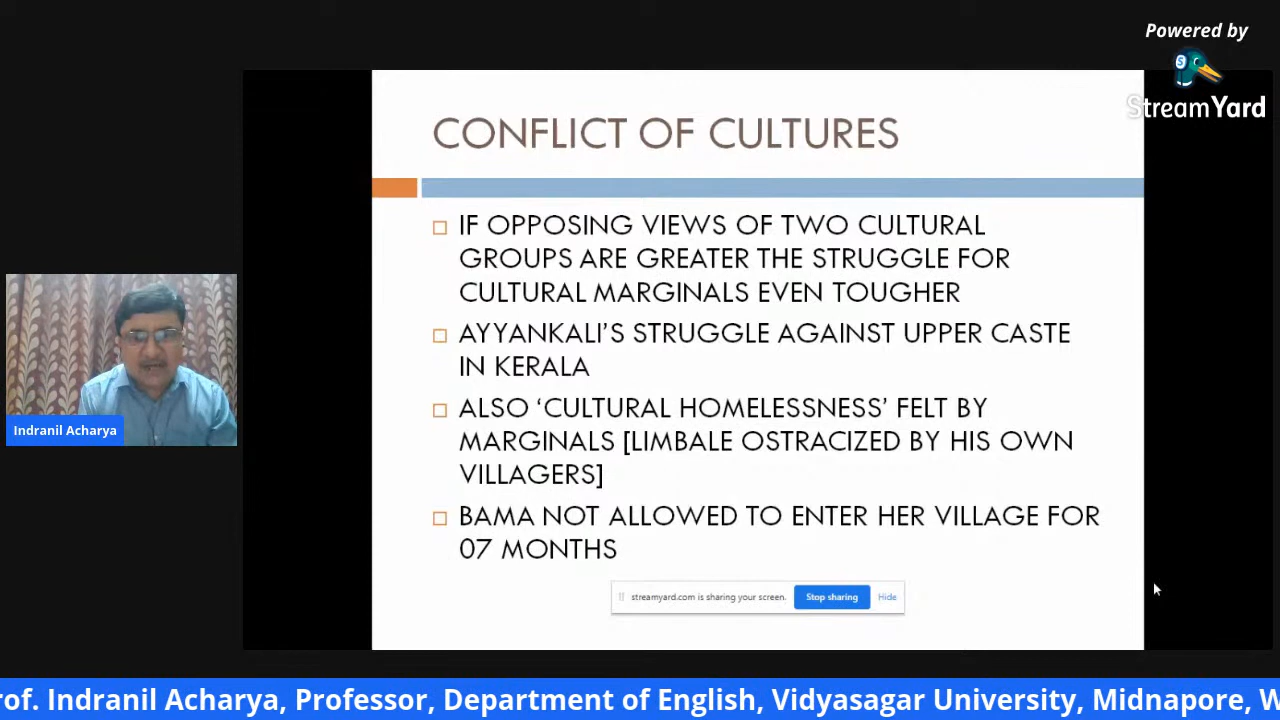 Powered by
StreamYard
CONFLICT OF CULTURES
IF OPPOSING VIEWS OF TWO CULTURAL
GROUPS ARE GREATER THE STRUGGLE FOR
CULTURAL MARGINALS EVEN TOUGHER
AYYANKALI'S STRUGGLE AGAINST UPPER CASTE
IN KERALA
ALSO ‘CULTURAL HOMELESSNESS’ FELT BY
MARGINALS [LIMBALE OSTRACIZED BY HIS OWN
VILLAGERS]
BAMA NOT ALLOWED TO ENTER HER VILLAGE FOR
07 MONTHS
streamyard.com is sharing your screen. Stop sharing Hide
Indranil Acharya
rof. Indranil Acharya, Professor, Department of English, Vidyasagar University, Midnapore, W